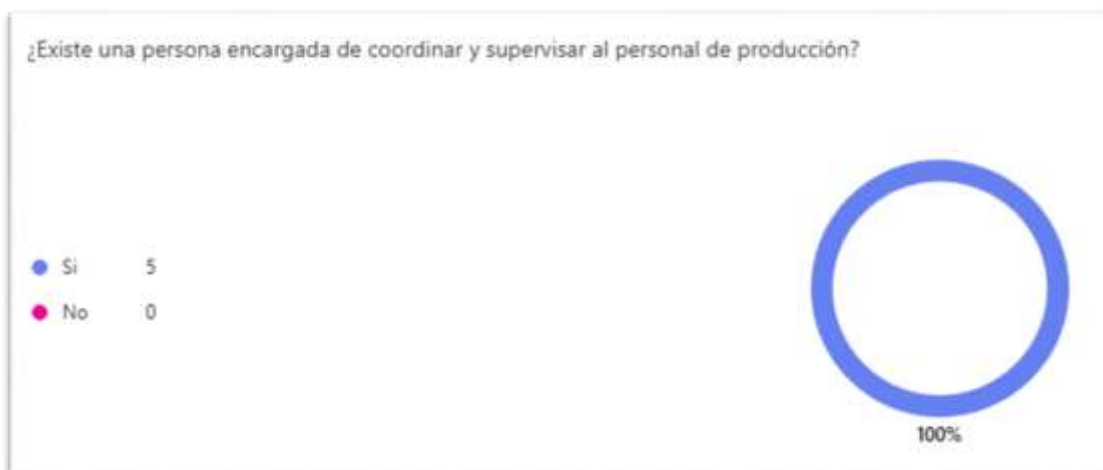 ¿Existe una persona encargada de coordinar y supervisar al personal de producción?
Si 5
No 0
100%